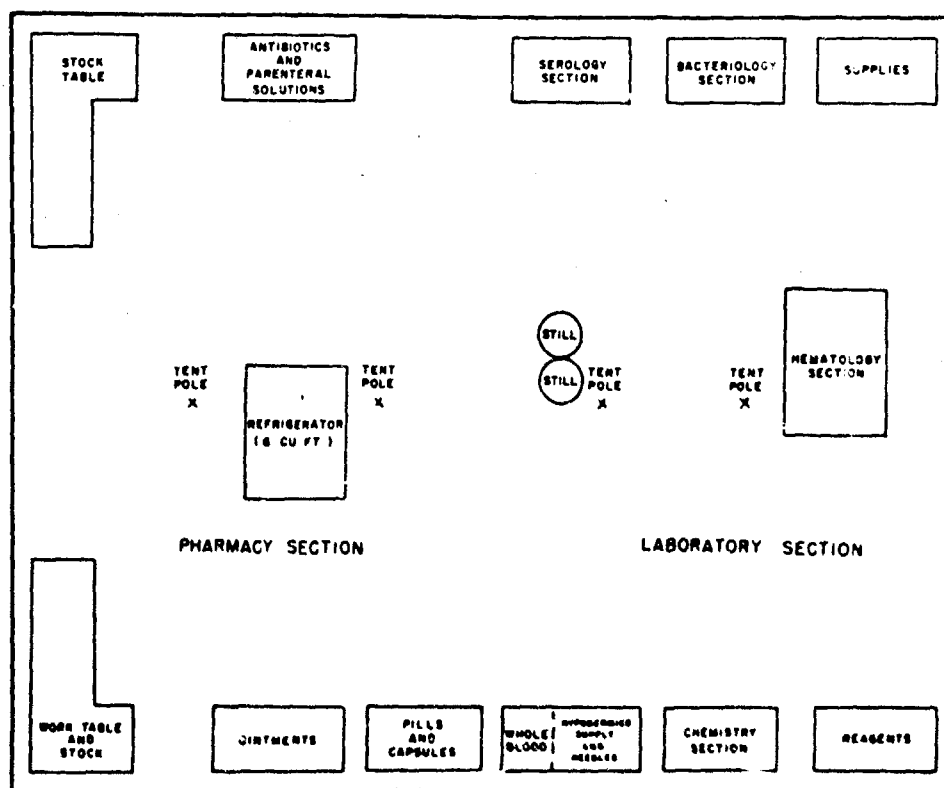 STOCK
TABLE
ANTIBIOTICS
AND
PARENTERAL
SOLUTIONS
SEROLOGY
SECTION
BACTERIOLOGY
SECTION
SUPPLIES
STILL
STILL
TENT
POLE
X
REFRIGERATOR
(6 CU FT)
TENT
POLE
X
TENT
POLE
X
TENT
POLE
X
HEMATOLOGY
SECTION
PHARMACY SECTION
LABORATORY SECTION
WORK TABLE
AND
STOCK
OINTMENTS
PILLS
AND
CAPSULES
WHOLE
BLOOD
HYPODERMICS
SUPPLY
AND
NEEDLES
CHEMISTRY
SECTION
REAGENTS